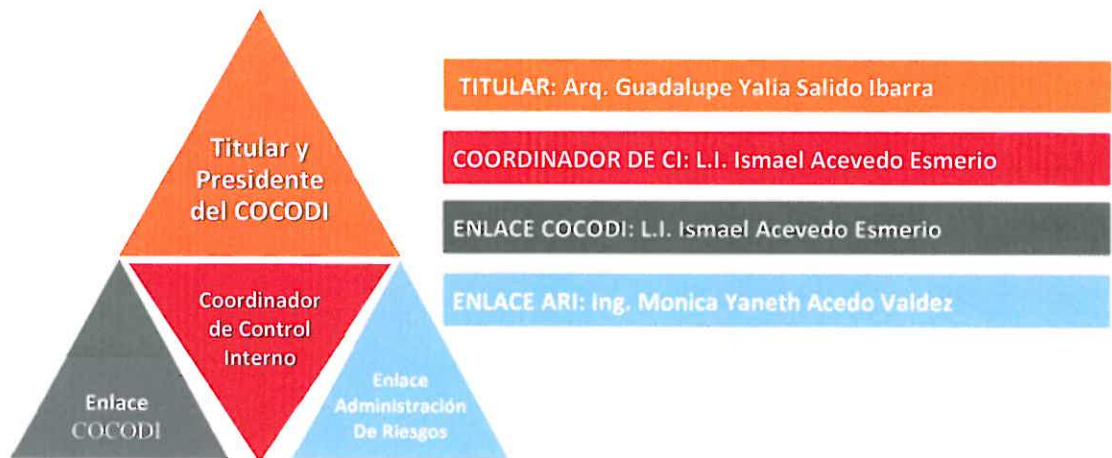 Titular y
Presidente
del COCODI
Coordinador
de Control
Interno
Enlace
COCODI
Enlace
Administración
De Riesgos
TITULAR: Arq. Guadalupe Yalia Salido Ibarra
COORDINADOR DE CI: L.I. Ismael Acevedo Esmerio
ENLACE COCODI: L.I. Ismael Acevedo Esmerio
ENLACE ARI: Ing. Monica Yaneth Acedo Valdez